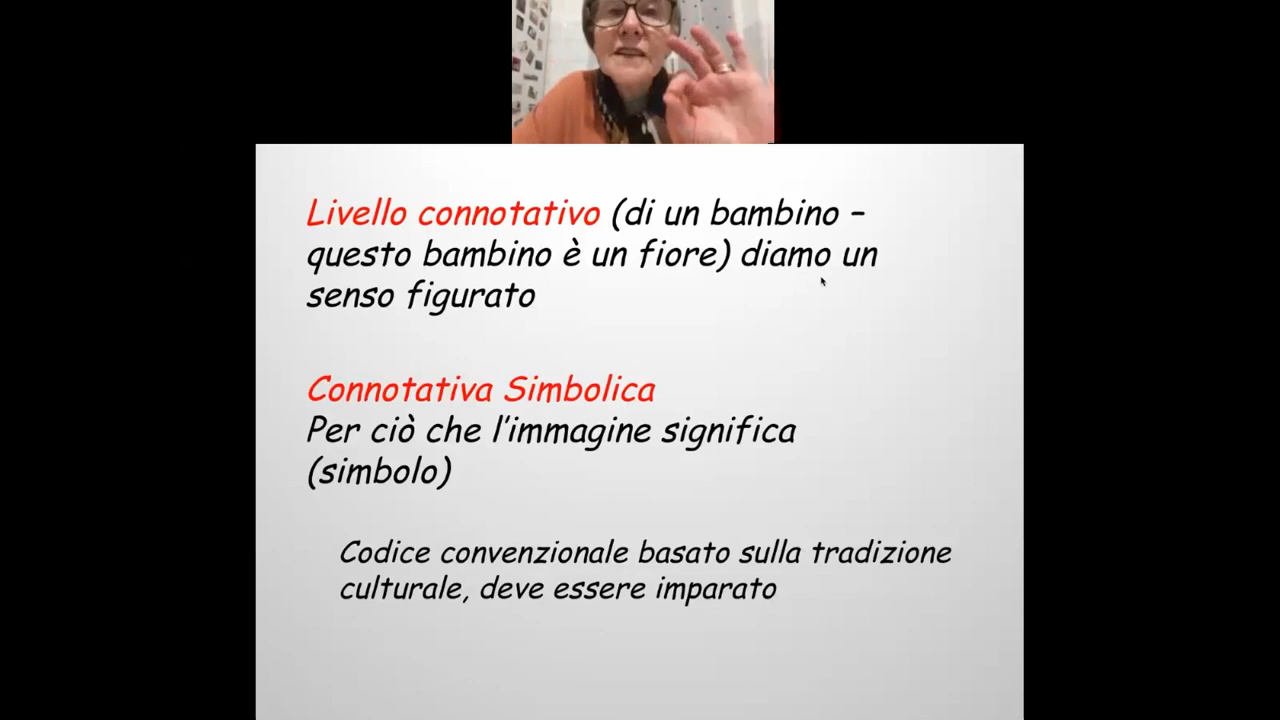 Livello connotativo (di un bambino –
questo bambino è un fiore) diamo un
senso figurato
Connotativa Simbolica
Per ciò che l'immagine significa
(simbolo)
Codice convenzionale basato sulla tradizione
culturale, deve essere imparato